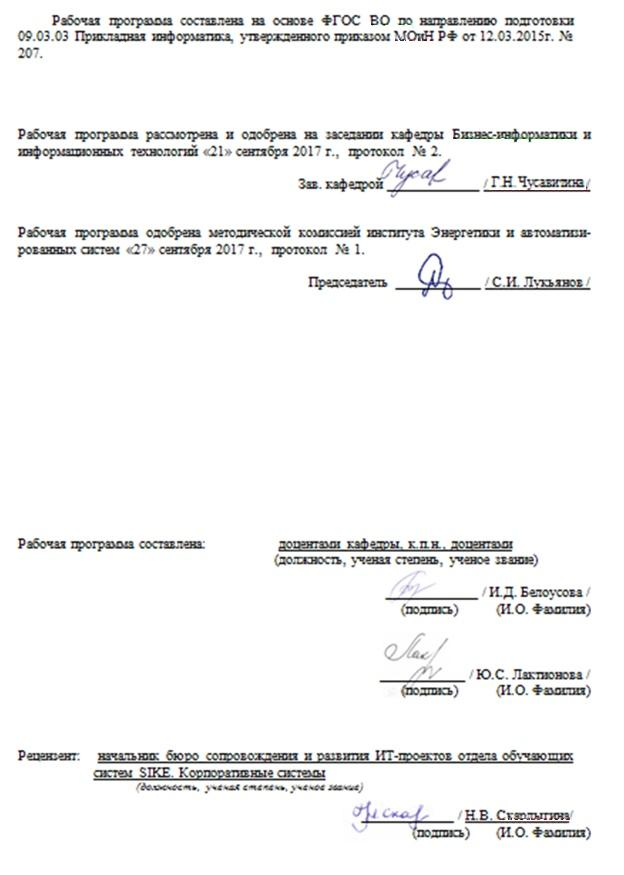 Рабочая программа составлена на основе ФГОС ВО по направлению подготовки
09.03.03 Прикладная информатика, утвержденного приказом МОиН РФ от 12.03.2015г. №
207.
Рабочая программа рассмотрена и одобрена на заседании кафедры Бизнес-информатики и
информационных технологий «21» сентября 2017 г., протокол № 2.
Зав. кафедрой / Г.Н. Чусавитина/
Рабочая программа одобрена методической комиссией института Энергетики и автоматизи-
рованных систем «27» сентября 2017 г., протокол № 1.
Председатель / С.И. Лукьянов /
Рабочая программа составлена: доцентами кафедры, к.п.н., доцентами
(должность, ученая степень, ученое звание)
/ И.Д. Белоусова /
(подпись) (И.О. Фамилия)
/ Ю.С. Лактионова /
(подпись) (И.О. Фамилия)
Рецензент: начальник бюро сопровождения и развития ИТ-проектов отдела обучающих
систем SIKE. Корпоративные системы
(должность, ученая степень, ученое звание)
/ Н.В. Скарлыгина/
(подпись) (И.О. Фамилия)